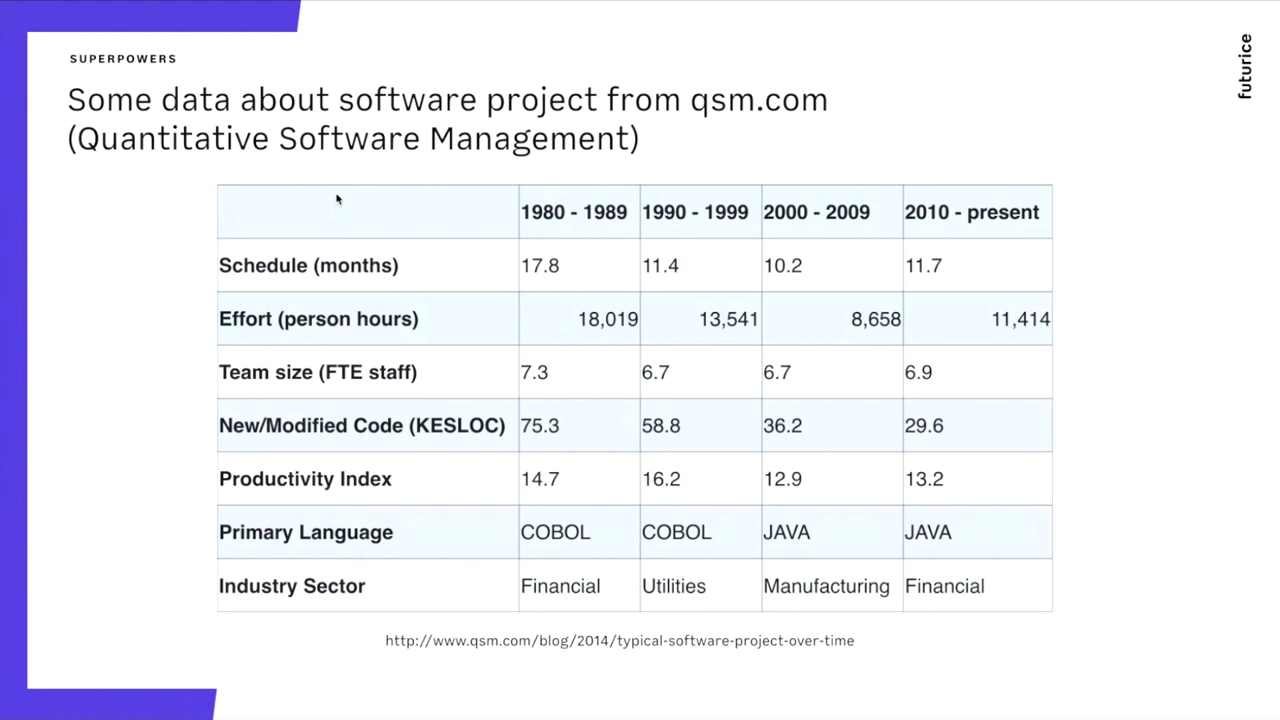 SUPERPOWERS
futurice
Some data about software project from qsm.com
(Quantitative Software Management)
1980 - 1989 1990 - 1999 2000 - 2009 2010 - present
Schedule (months) 17.8 11.4 10.2 11.7
Effort (person hours) 18,019 13,541 8,658 11,414
Team size (FTE staff) 7.3 6.7 6.7 6.9
New/Modified Code (KESLOC) 75.3 58.8 36.2 29.6
Productivity Index 14.7 16.2 12.9 13.2
Primary Language COBOL COBOL JAVA JAVA
Industry Sector Financial Utilities Manufacturing Financial
http://www.qsm.com/blog/2014/typical-software-project-over-time